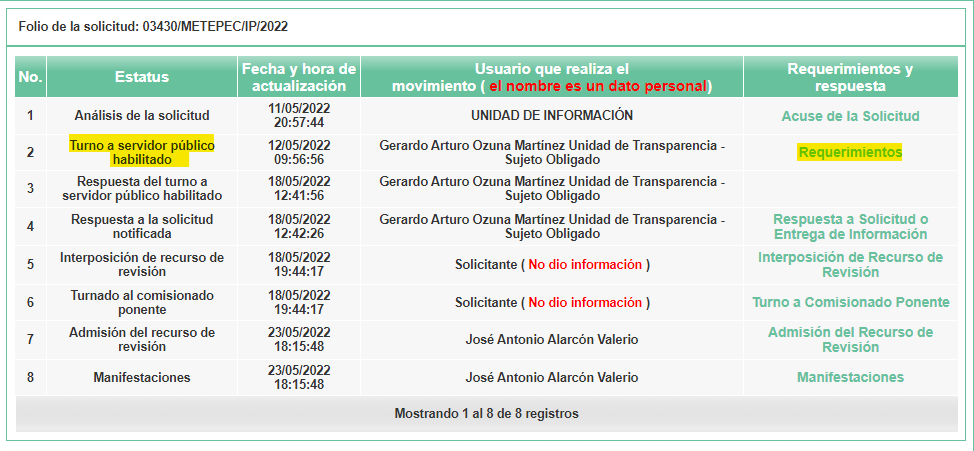 Folio de la solicitud: 03430/METEPEC/IP/2022
No. Estatus Fecha y hora de actualización Usuario que realiza el movimiento ( el nombre es un dato personal) Requerimientos y respuesta
1 Análisis de la solicitud 11/05/2022 20:57:44 UNIDAD DE INFORMACIÓN Acuse de la Solicitud
2 Turno a servidor público habilitado 12/05/2022 09:56:56 Gerardo Arturo Ozuna Martínez Unidad de Transparencia - Sujeto Obligado Requerimientos
3 Respuesta del turno a servidor público habilitado 18/05/2022 12:41:56 Gerardo Arturo Ozuna Martínez Unidad de Transparencia - Sujeto Obligado
4 Respuesta a la solicitud notificada 18/05/2022 12:42:26 Gerardo Arturo Ozuna Martínez Unidad de Transparencia - Sujeto Obligado Respuesta a Solicitud o Entrega de Información
5 Interposición de recurso de revisión 18/05/2022 19:44:17 Solicitante ( No dio información ) Interposición de Recurso de Revisión
6 Turnado al comisionado ponente 18/05/2022 19:44:17 Solicitante ( No dio información ) Turno a Comisionado Ponente
7 Admisión del recurso de revisión 23/05/2022 18:15:48 José Antonio Alarcón Valerio Admisión del Recurso de Revisión
8 Manifestaciones 23/05/2022 18:15:48 José Antonio Alarcón Valerio Manifestaciones
Mostrando 1 al 8 de 8 registros